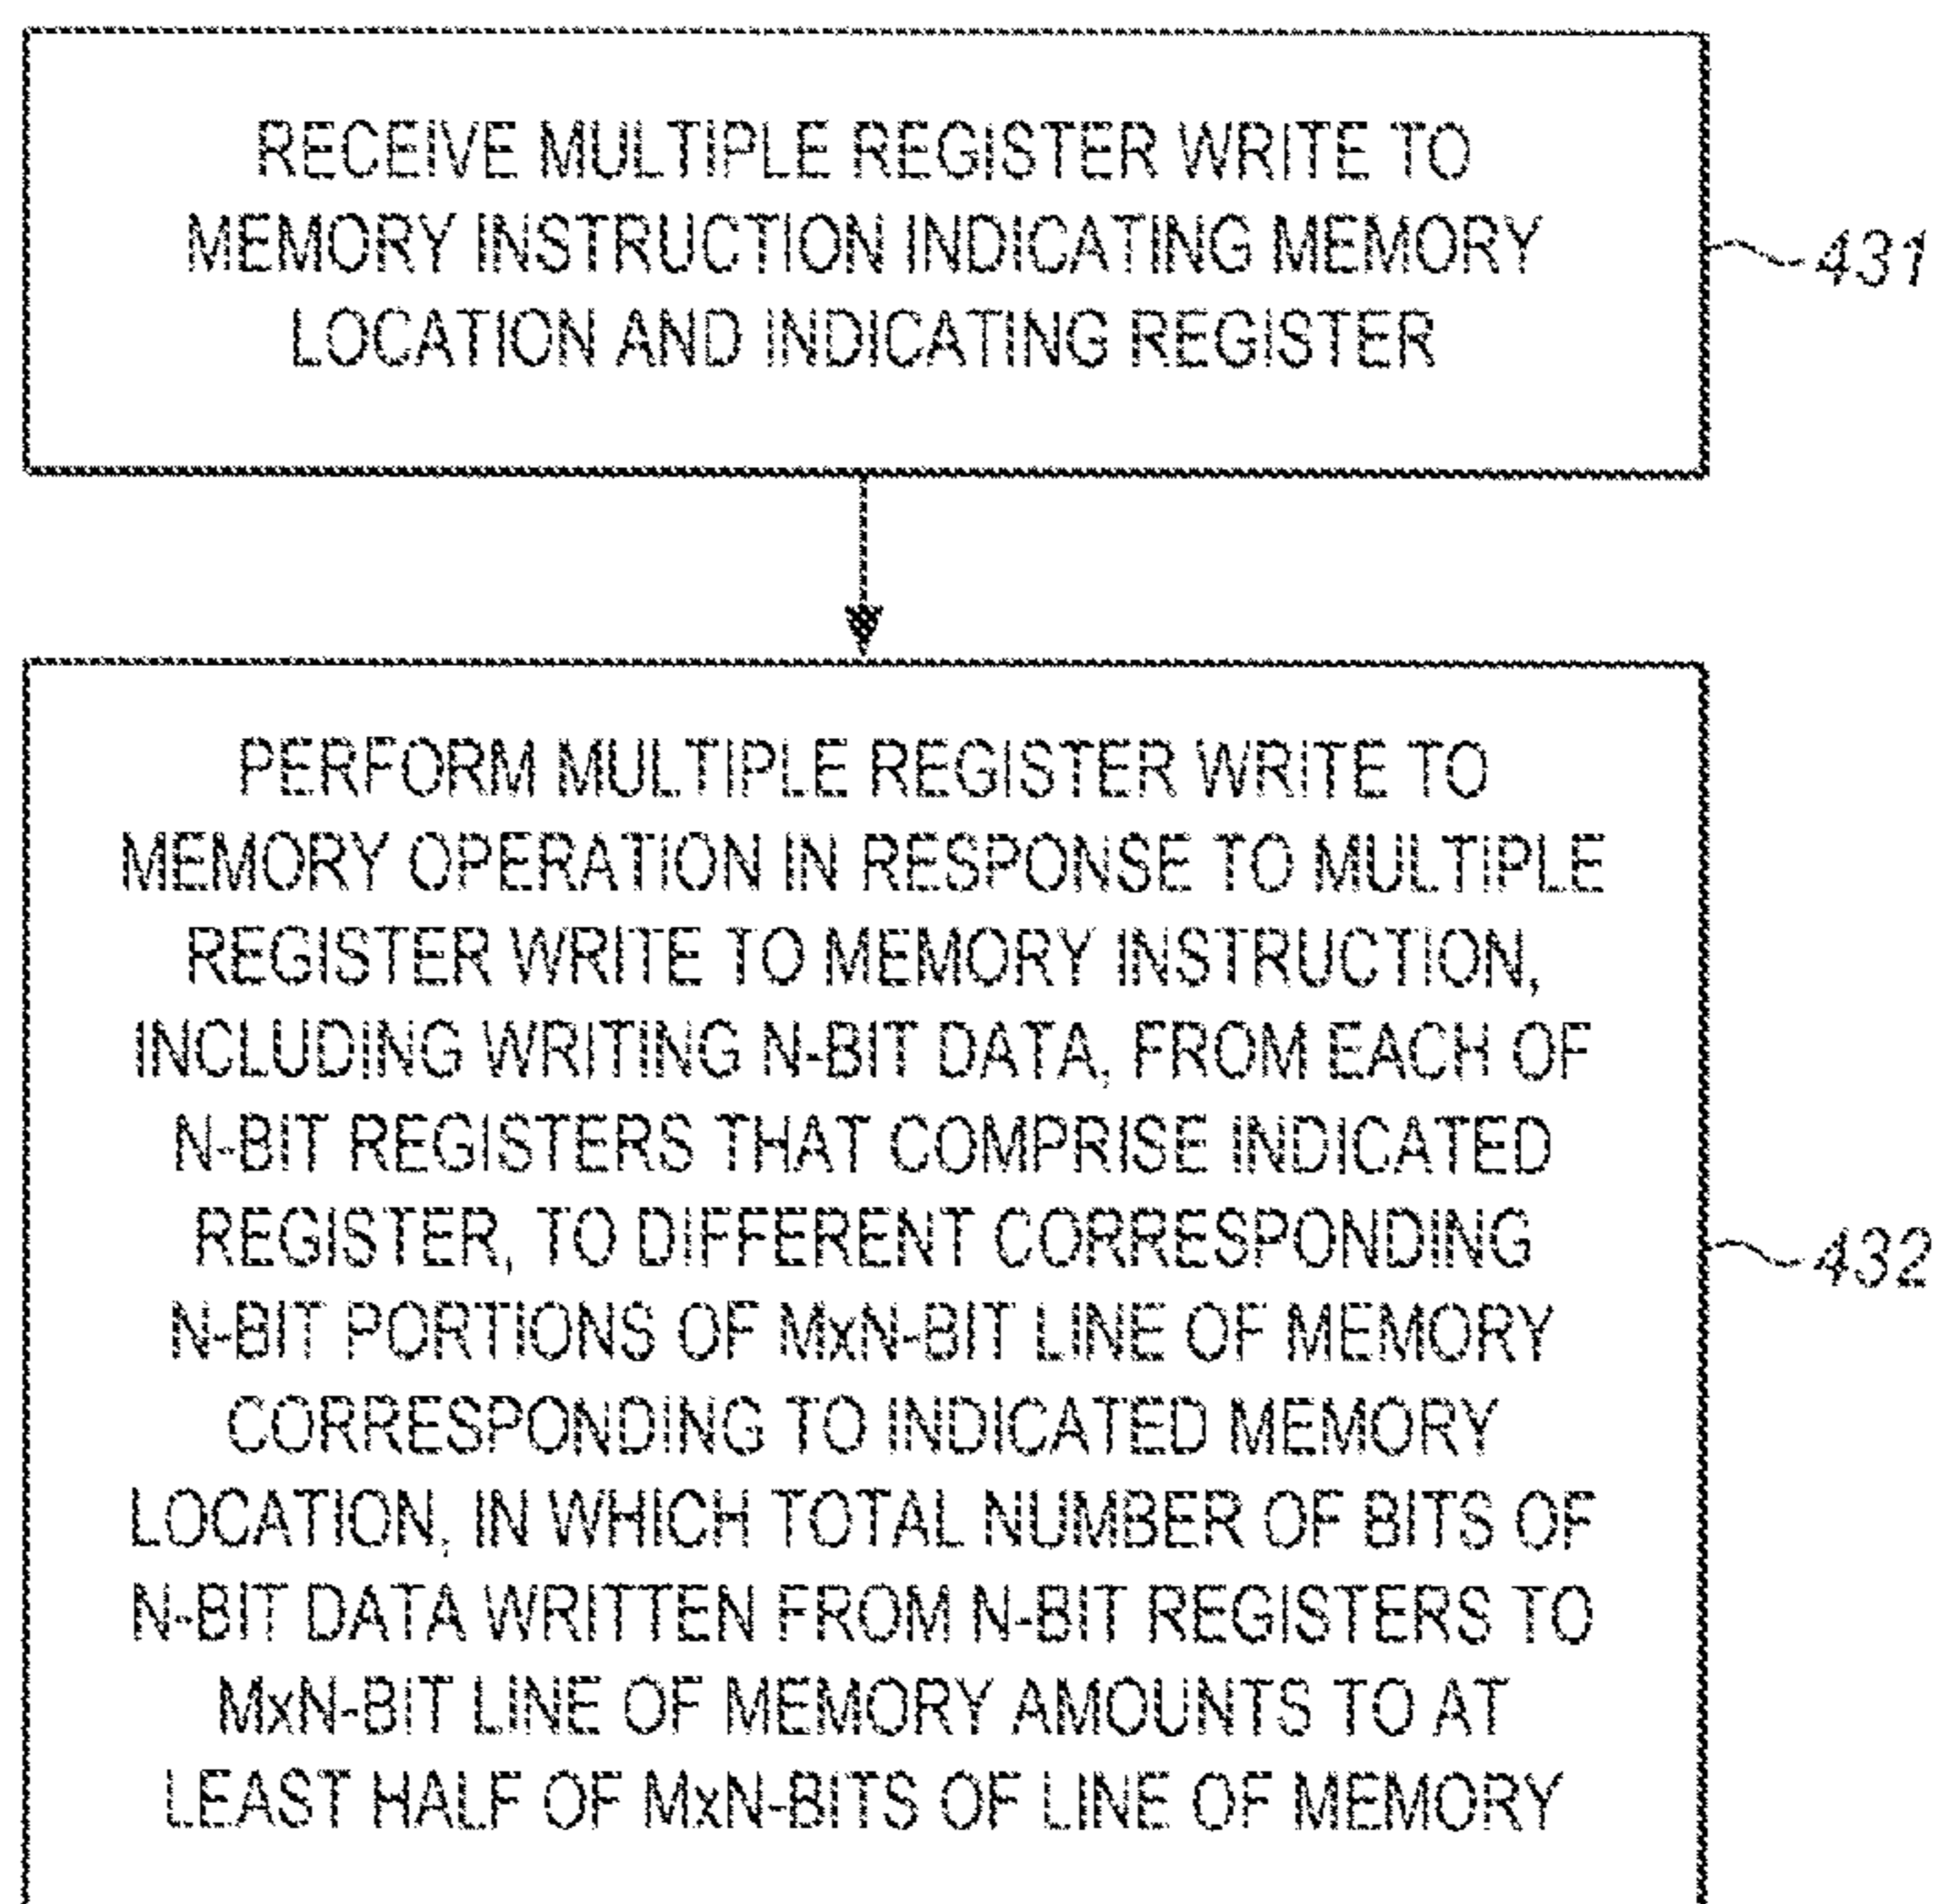 RECEIVE MULTIPLE REGISTER WRITE TO
MEMORY INSTRUCTION INDICATING MEMORY
LOCATION AND INDICATING REGISTER
431
PERFORM MULTIPLE REGISTER WRITE TO
MEMORY OPERATION IN RESPONSE TO MULTIPLE
REGISTER WRITE TO MEMORY INSTRUCTION,
INCLUDING WRITING N-BIT DATA, FROM EACH OF
N-BIT REGISTERS THAT COMPRISE INDICATED
REGISTER, TO DIFFERENT CORRESPONDING
N-BIT PORTIONS OF MxN-BIT LINE OF MEMORY
CORRESPONDING TO INDICATED MEMORY
LOCATION, IN WHICH TOTAL NUMBER OF BITS OF
N-BIT DATA WRITTEN FROM N-BIT REGISTERS TO
MxN-BIT LINE OF MEMORY AMOUNTS TO AT
LEAST HALF OF MxN-BITS OF LINE OF MEMORY
432